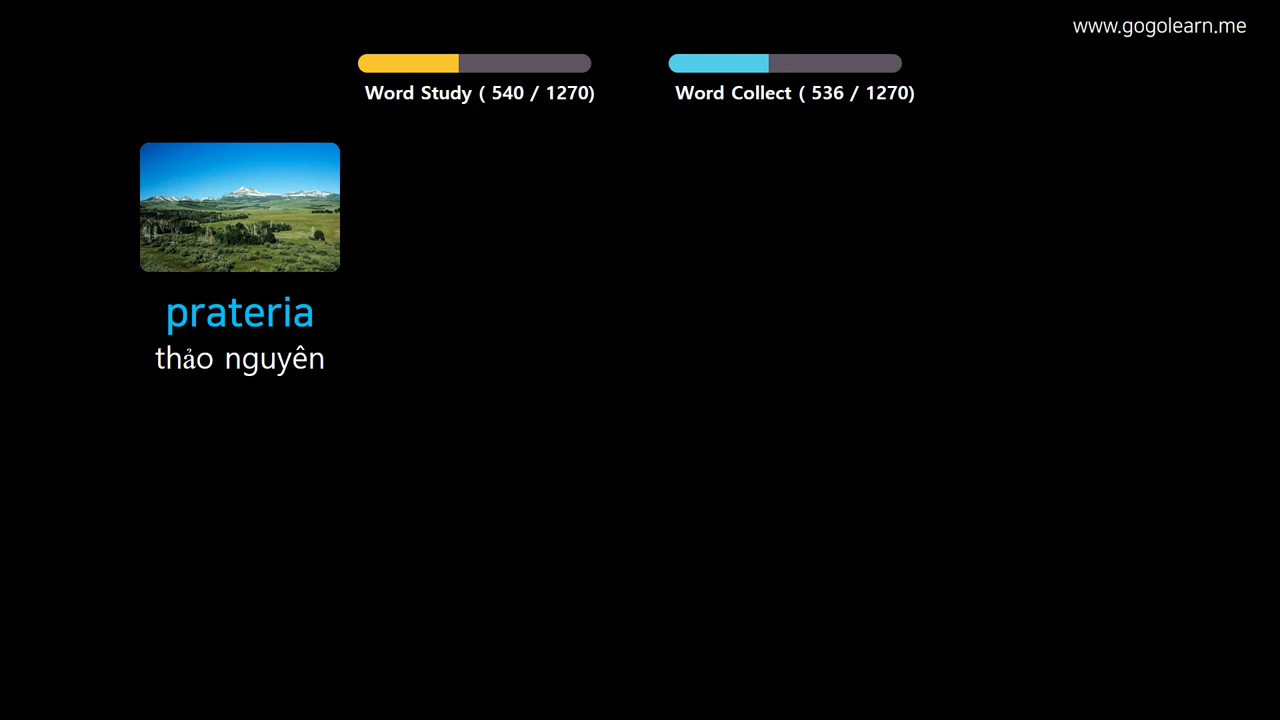 www.gogolearn.me
Word Study ( 540 / 1270)
Word Collect ( 536 / 1270)
prateria
thảo nguyên